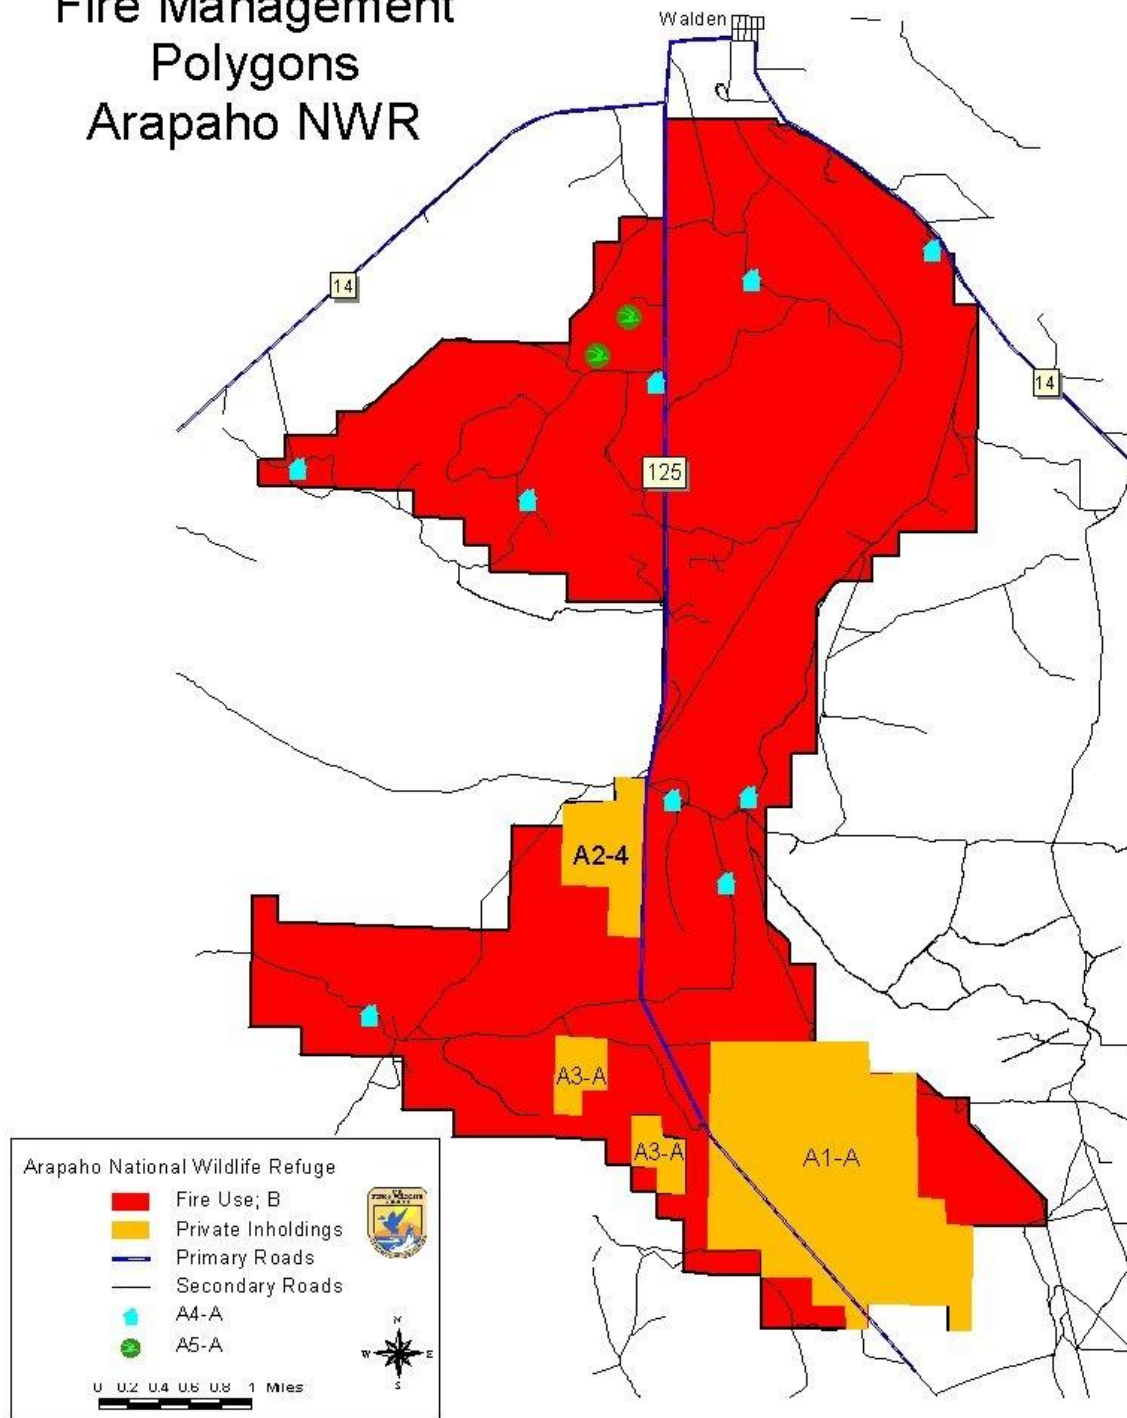 Fire Management
Polygons
Arapaho NWR
Walden
14
14
125
A2-4
A3-A
A3-A
A1-A
Arapaho National Wildlife Refuge
Fire Use; B
Private Inholdings
Primary Roads
Secondary Roads
A4-A
A5-A
N
W E
S
0 0.2 0.4 0.6 0.8 1 Miles